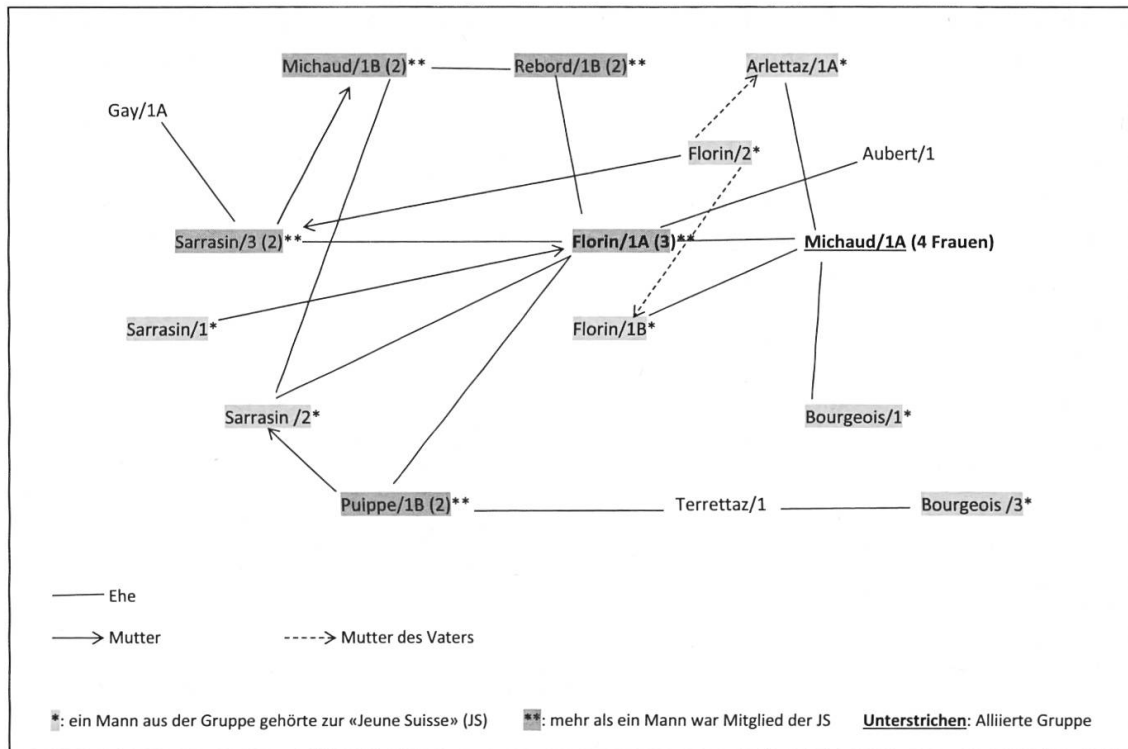 Michaud/1B (2)** Rebord/1B (2)** Arlettaz/1A*
Gay/1A
Florin/2* Aubert/1
Sarrasin/3 (2)** Florin/1A (3)** Michaud/1A (4 Frauen)
Sarrasin/1* Florin/1B*
Sarrasin /2* Bourgeois/1*
Puippe/1B (2)** Terrettaz/1 Bourgeois /3*
Ehe
Mutter Mutter des Vaters
*: ein Mann aus der Gruppe gehörte zur «Jeune Suisse» (JS) **: mehr als ein Mann war Mitglied der JS Unterstrichen: Alliierte Gruppe